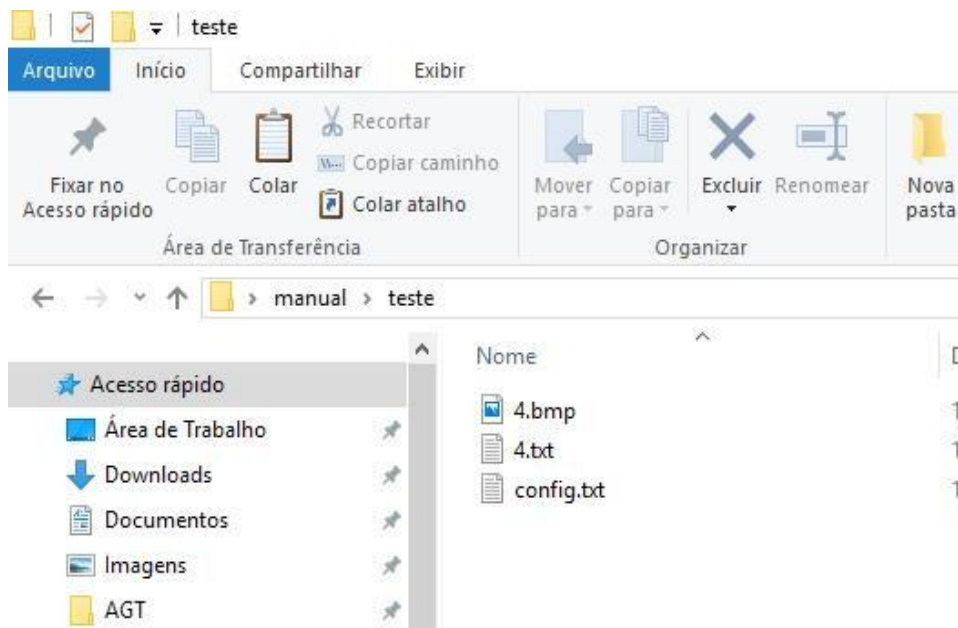 teste
Arquivo Início Compartilhar Exibir
Fixar no Acesso rápido
Copiar
Colar
Recortar
Copiar caminho
Colar atalho
Mover para
Copiar para
Excluir
Renomear
Nova pasta
Área de Transferência
Organizar
manual > teste
Acesso rápido
Área de Trabalho
Downloads
Documentos
Imagens
AGT
Nome
4.bmp
4.txt
config.txt